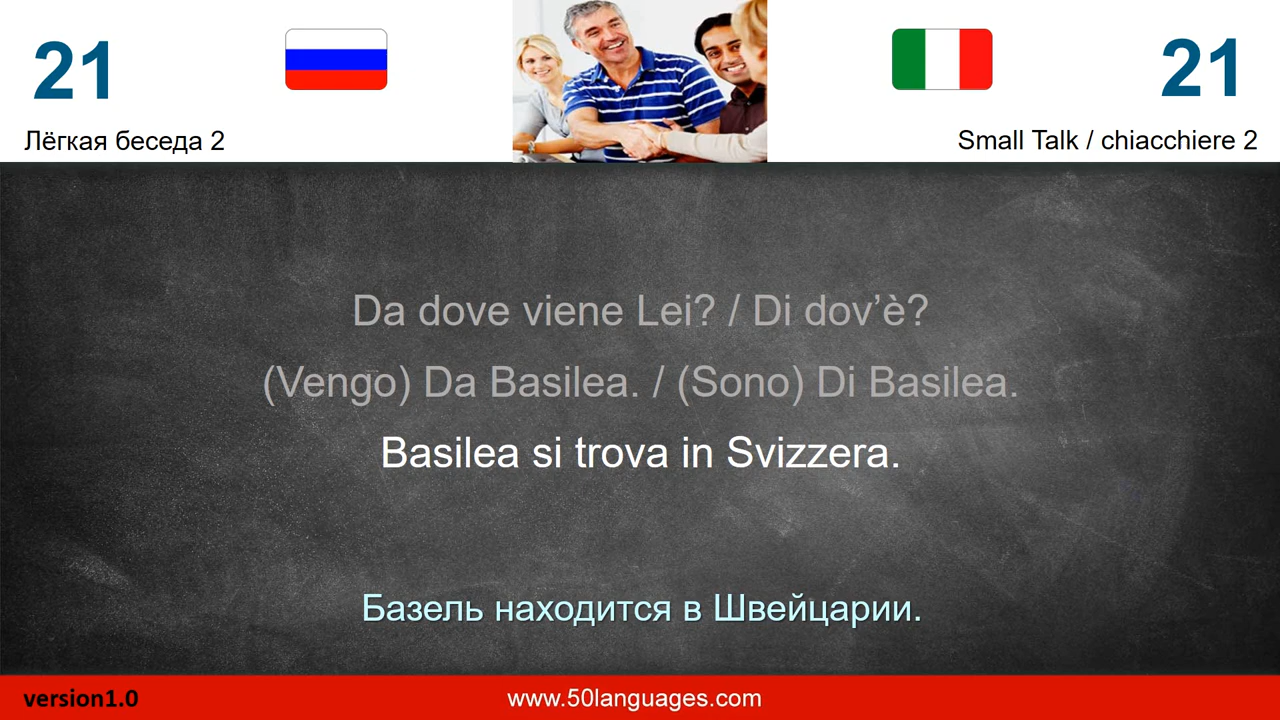 21
21
Лёгкая беседа 2
Small Talk / chiacchiere 2
Da dove viene Lei? / Di dov’è?
(Vengo) Da Basilea. / (Sono) Di Basilea.
Basilea si trova in Svizzera.
Базель находится в Швейцарии.
version1.0
www.50languages.com